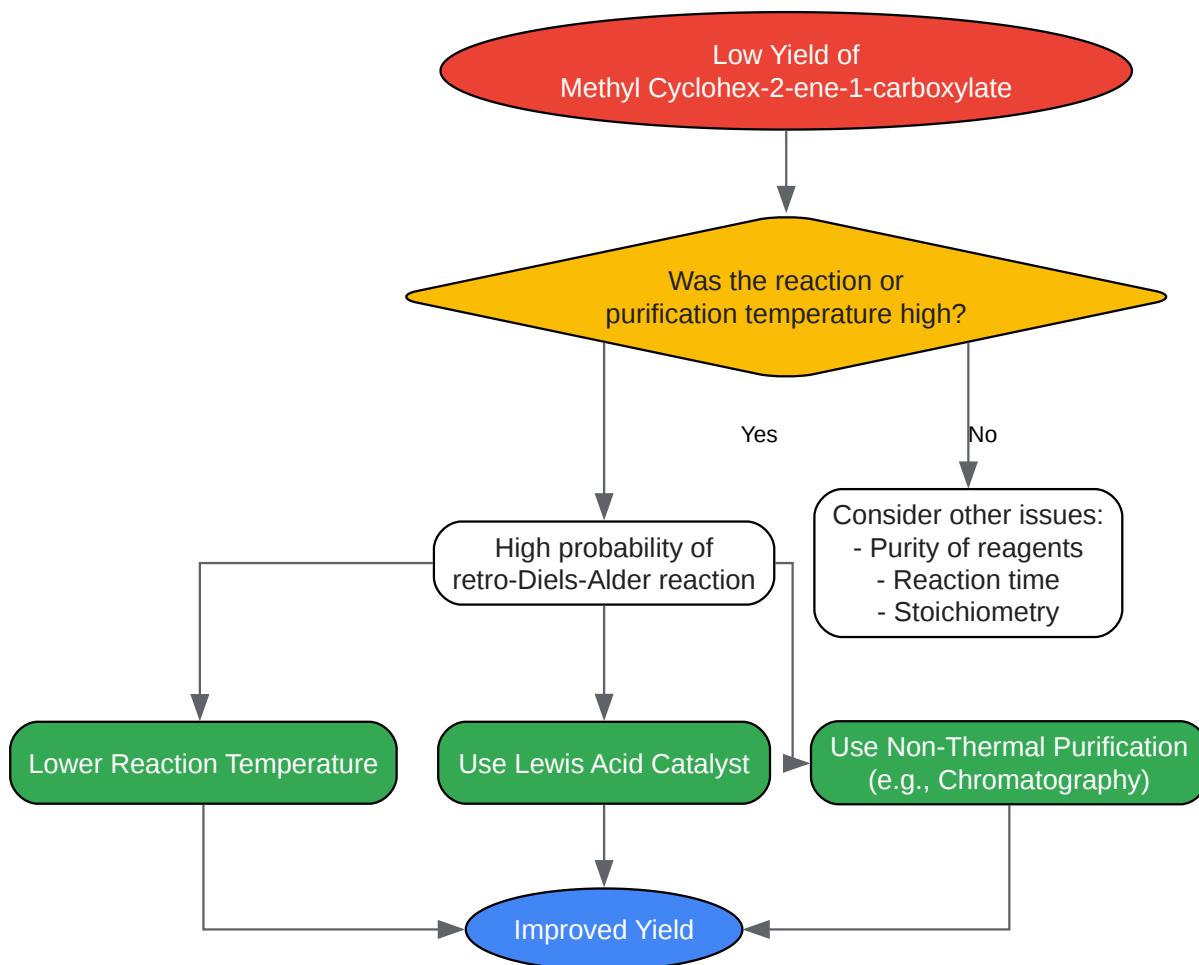 Low Yield of
Methyl Cyclohex-2-ene-1-carboxylate
Was the reaction or
purification temperature high?
Yes
No
High probability of
retro-Diels-Alder reaction
Consider other issues:
- Purity of reagents
- Reaction time
- Stoichiometry
Lower Reaction Temperature
Use Lewis Acid Catalyst
Use Non-Thermal Purification
(e.g., Chromatography)
Improved Yield